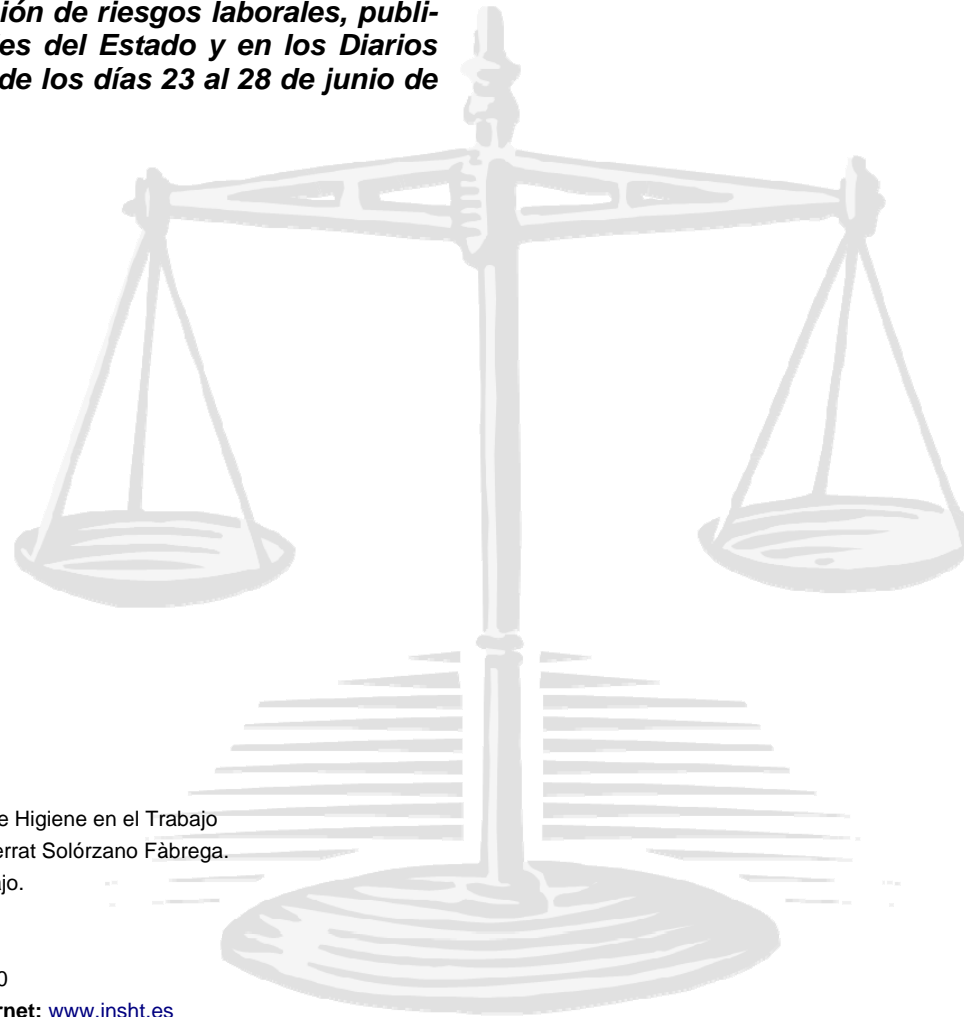 ión de riesgos laborales, publi-
es del Estado y en los Diarios
de los días 23 al 28 de junio de
e Higiene en el Trabajo
errat Solórzano Fàbrega.
ajo.
0
rnet: www.insht.es